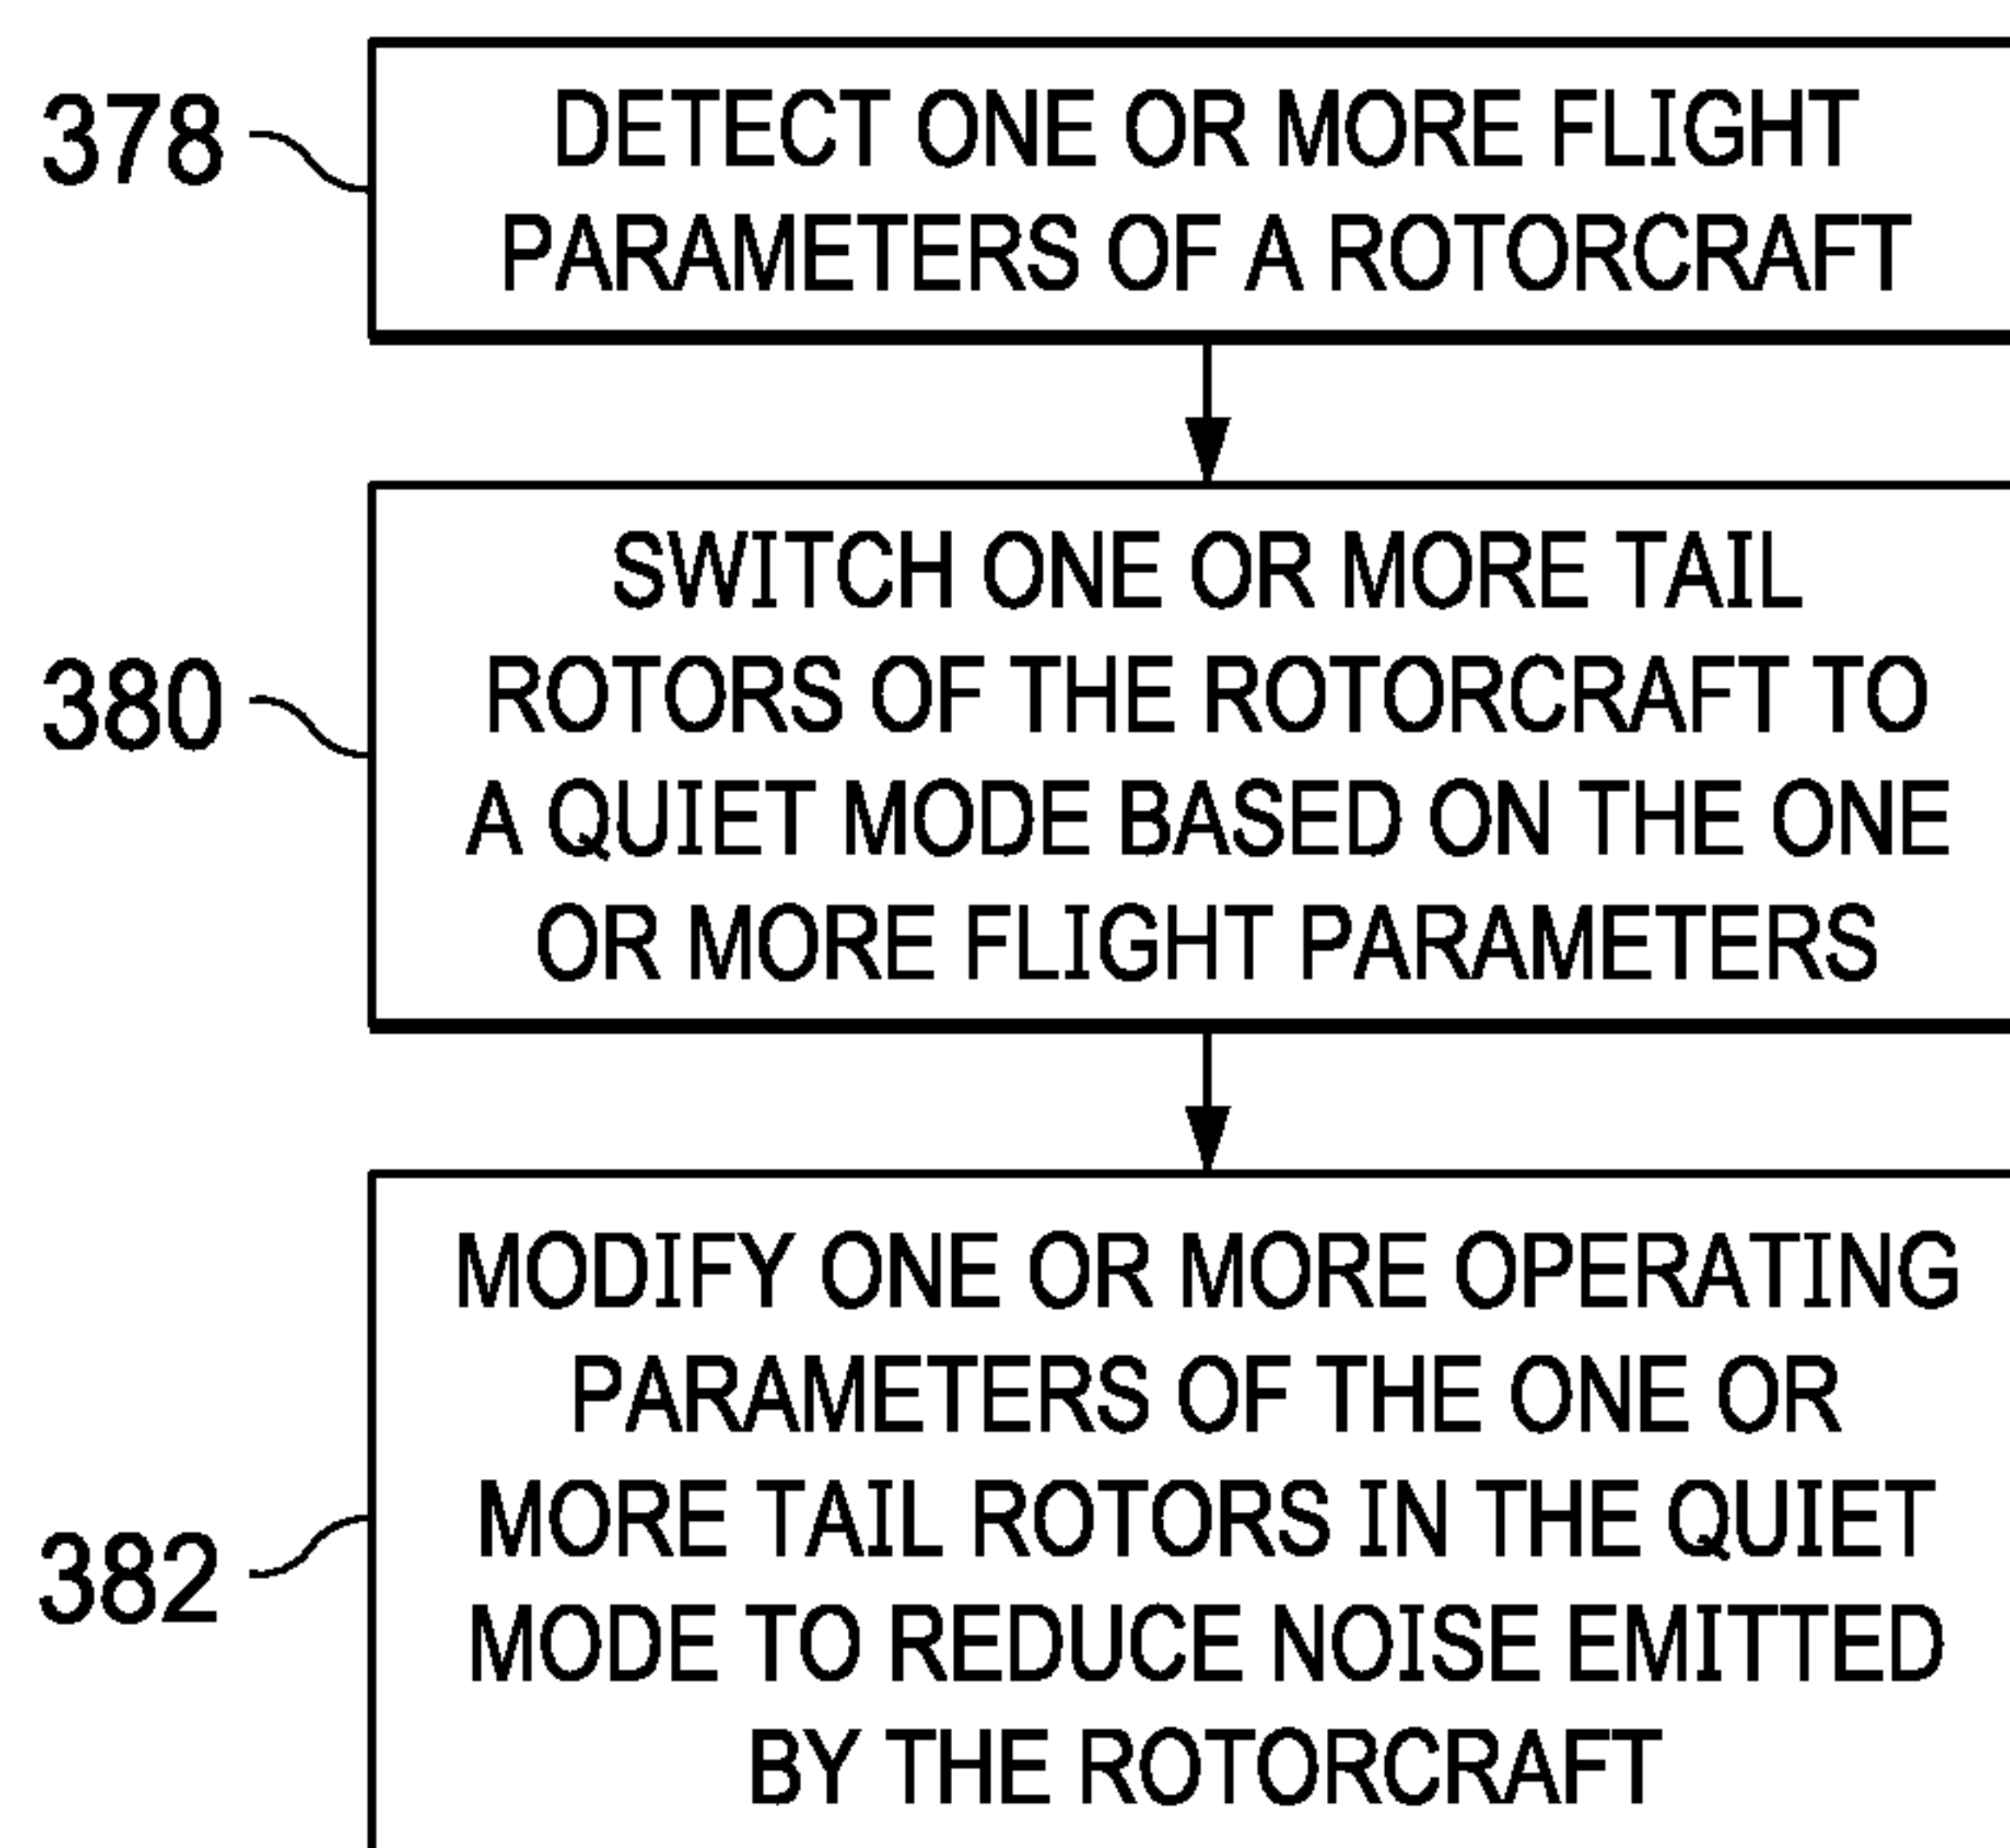 378
DETECT ONE OR MORE FLIGHT
PARAMETERS OF A ROTORCRAFT
380
SWITCH ONE OR MORE TAIL
ROTORS OF THE ROTORCRAFT TO
A QUIET MODE BASED ON THE ONE
OR MORE FLIGHT PARAMETERS
382
MODIFY ONE OR MORE OPERATING
PARAMETERS OF THE ONE OR
MORE TAIL ROTORS IN THE QUIET
MODE TO REDUCE NOISE EMITTED
BY THE ROTORCRAFT